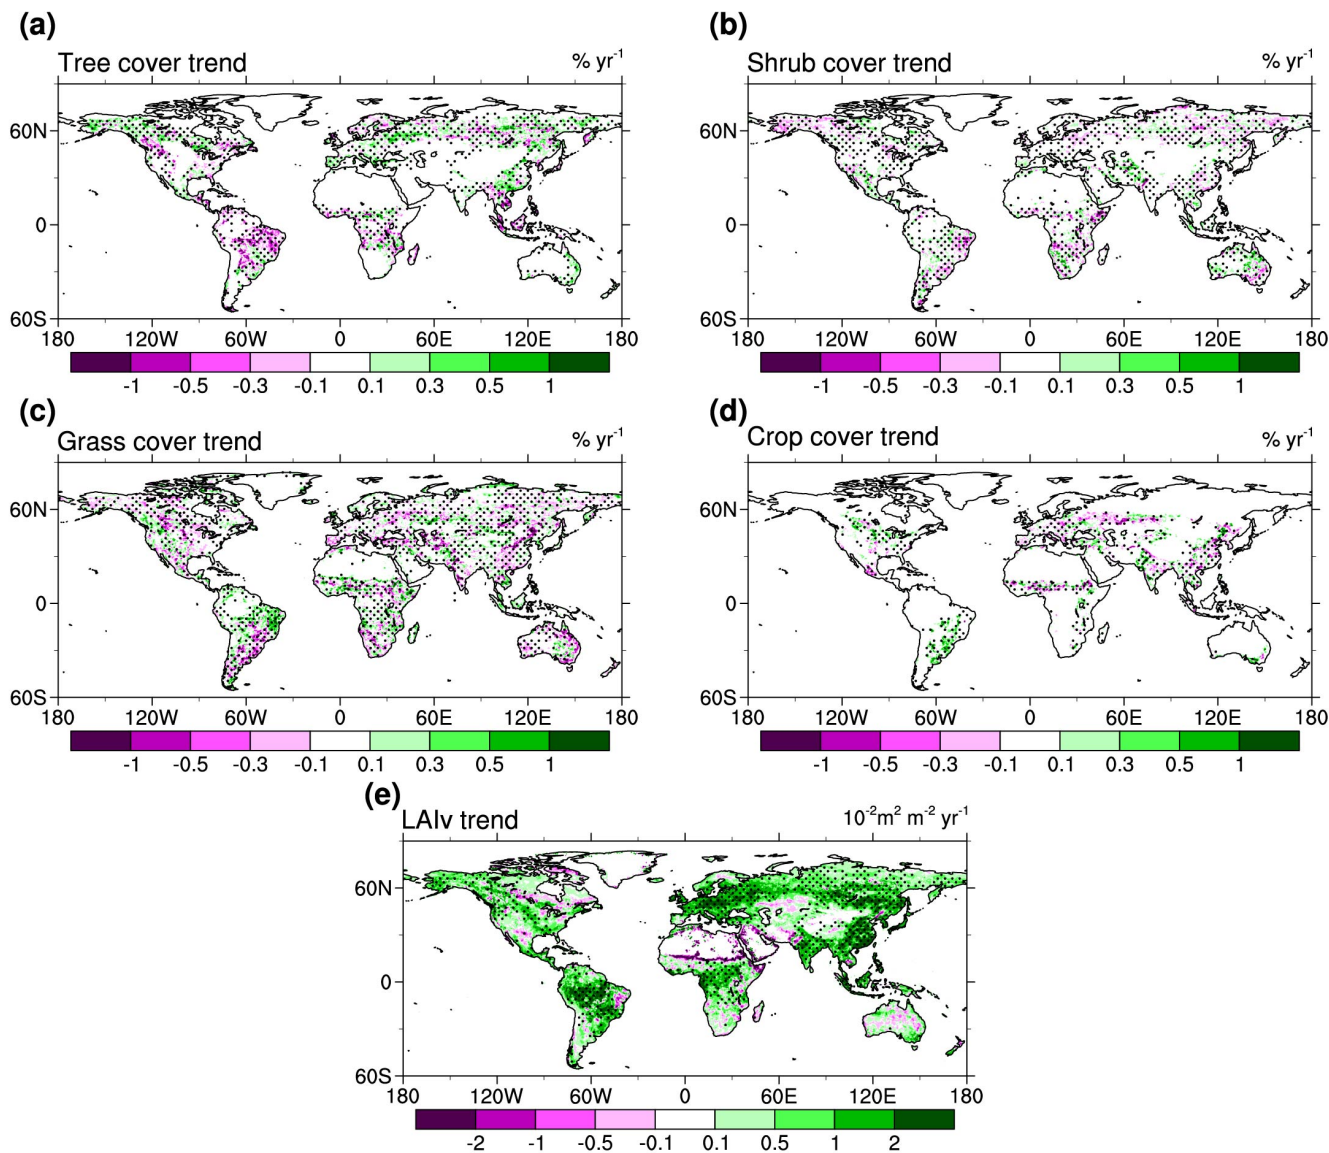 (a)
Tree cover trend % yr-1
60N
0
60S
180 120W 60W 0 60E 120E 180
-1 -0.5 -0.3 -0.1 0.1 0.3 0.5 1
(b)
Shrub cover trend % yr-1
60N
0
60S
180 120W 60W 0 60E 120E 180
-1 -0.5 -0.3 -0.1 0.1 0.3 0.5 1
(c)
Grass cover trend % yr-1
60N
0
60S
180 120W 60W 0 60E 120E 180
-1 -0.5 -0.3 -0.1 0.1 0.3 0.5 1
(d)
Crop cover trend % yr-1
60N
0
60S
180 120W 60W 0 60E 120E 180
-1 -0.5 -0.3 -0.1 0.1 0.3 0.5 1
(e)
LAIv trend 10-2m2 m-2 yr-1
60N
0
60S
180 120W 60W 0 60E 120E 180
-2 -1 -0.5 -0.1 0.1 0.5 1 2